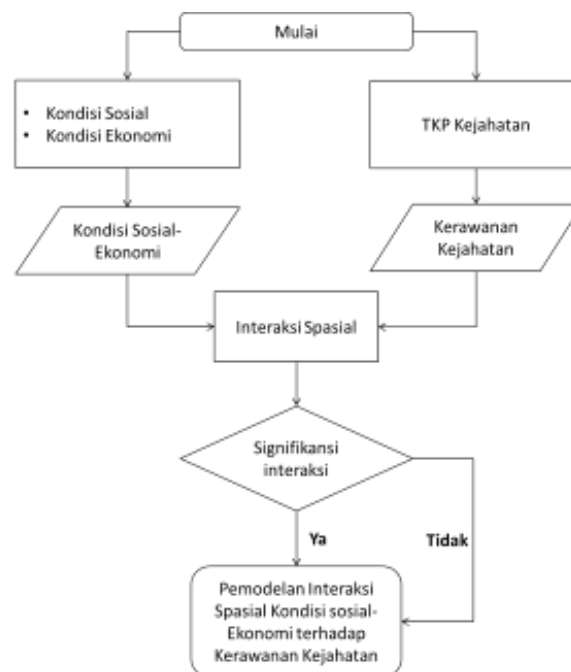 Mulai
• Kondisi Sosial
• Kondisi Ekonomi
TKP Kejahatan
Kondisi Sosial-
Ekonomi
Kerawanan
Kejahatan
Interaksi Spasial
Signifikansi
interaksi
Ya
Tidak
Pemodelan Interaksi
Spasial Kondisi sosial-
Ekonomi terhadap
Kerawanan Kejahatan